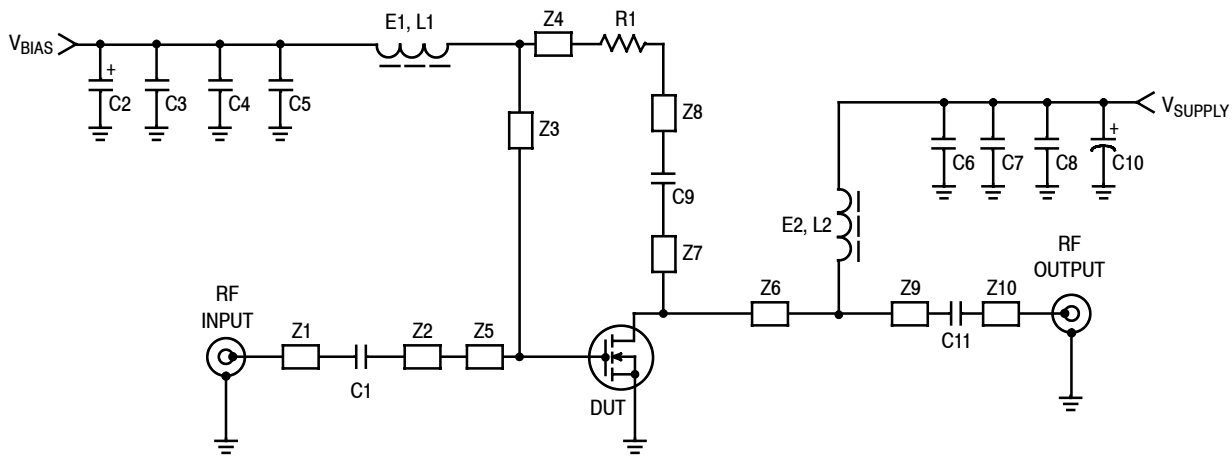 E1, L1
Z4
R1
VBIAS
+
C2
C3
C4
C5
Z3
Z8
C9
Z7
VSUPPLY
+
C6
C7
C8
C10
E2, L2
RF
OUTPUT
RF
INPUT
Z1
C1
Z2
Z5
DUT
Z6
Z9
C11
Z10